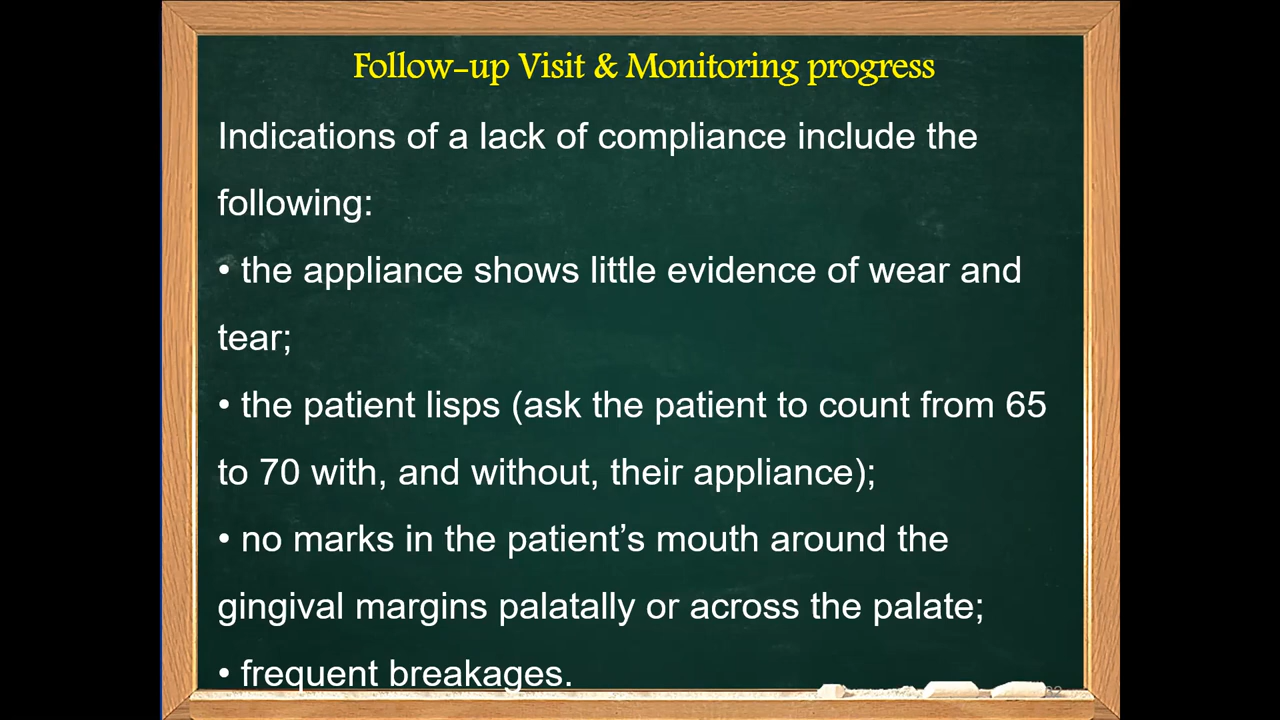 Follow-up Visit & Monitoring progress
Indications of a lack of compliance include the
following:
• the appliance shows little evidence of wear and
tear;
• the patient lisps (ask the patient to count from 65
to 70 with, and without, their appliance);
• no marks in the patient’s mouth around the
gingival margins palatally or across the palate;
• frequent breakages.